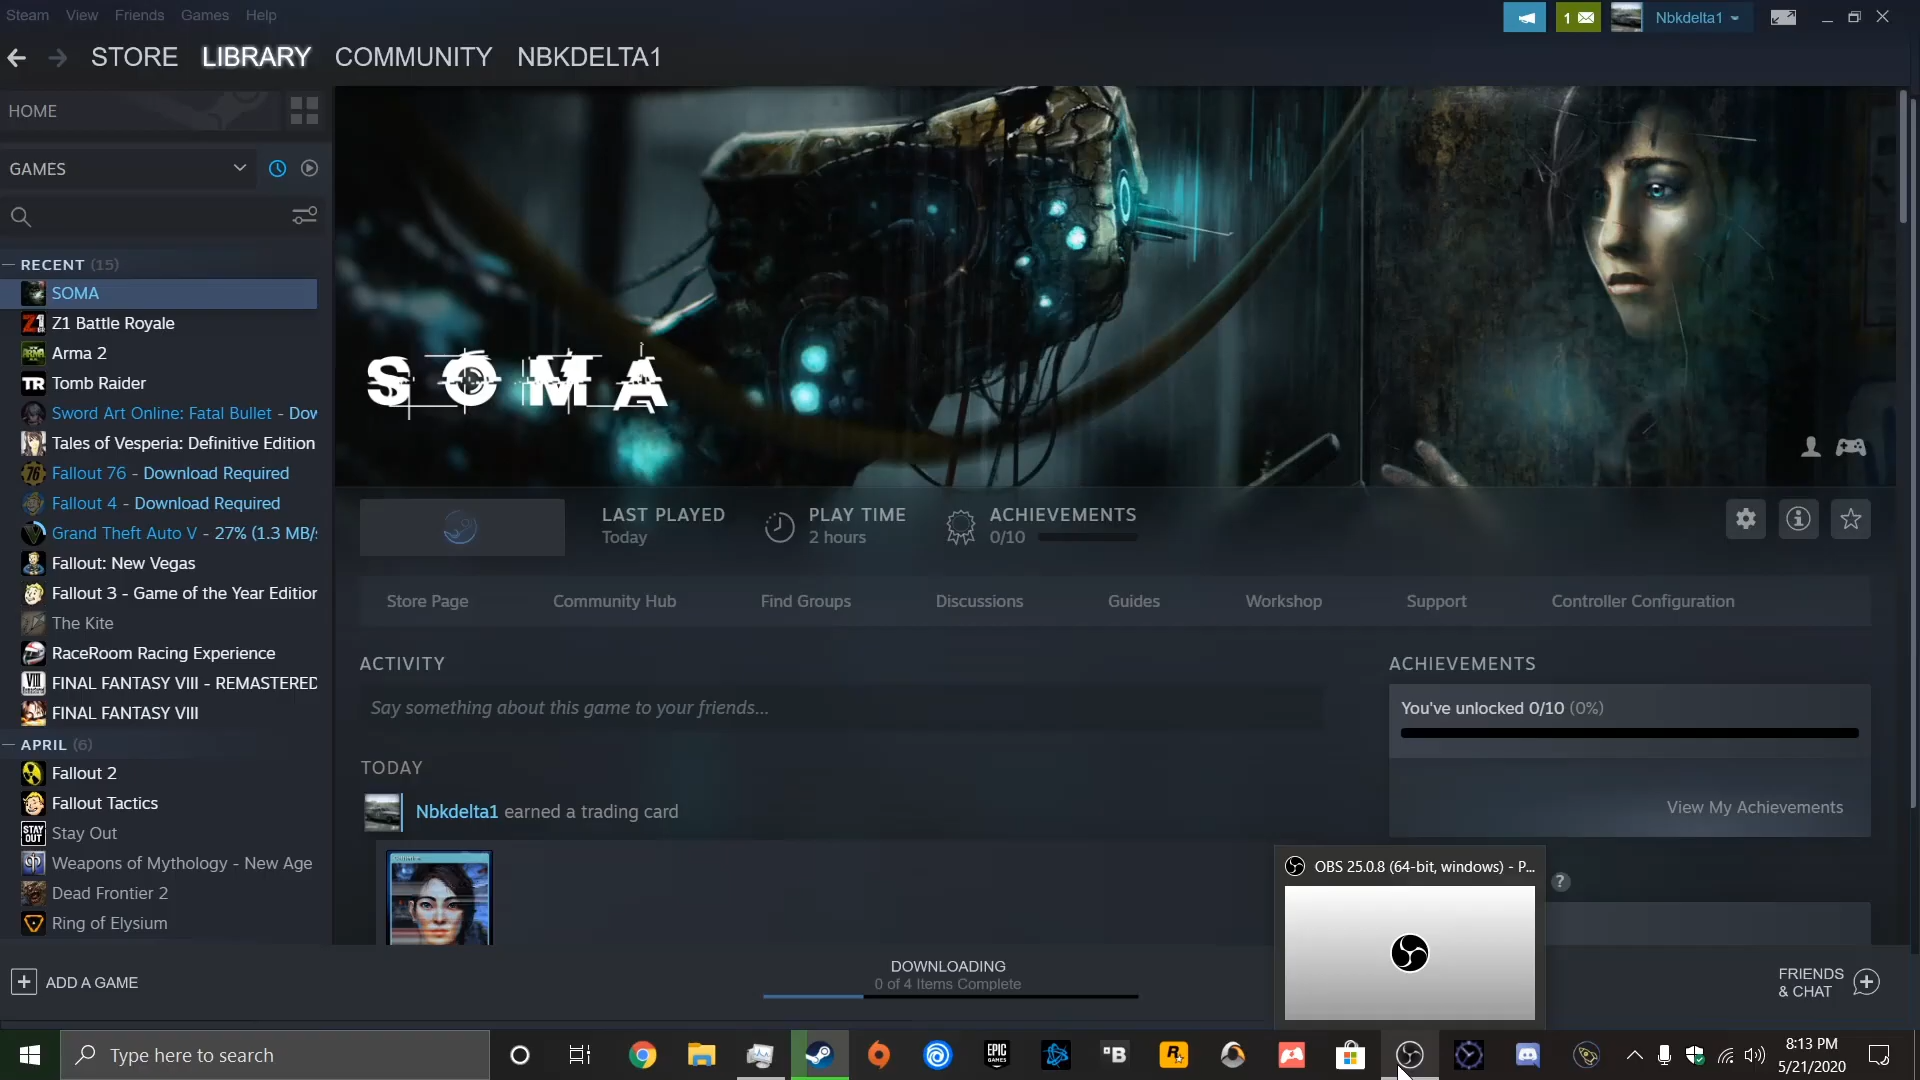 Steam View Friends Games Help
1
Nbkdelta1
STORE LIBRARY COMMUNITY NBKDELTA1
HOME
GAMES
RECENT (15)
SOMA
Z1 Battle Royale
Arma 2
Tomb Raider
Sword Art Online: Fatal Bullet - Dow
Tales of Vesperia: Definitive Edition
Fallout 76 - Download Required
Fallout 4 - Download Required
Grand Theft Auto V - 27% (1.3 MB/s
Fallout: New Vegas
Fallout 3 - Game of the Year Edition
The Kite
RaceRoom Racing Experience
FINAL FANTASY VIII - REMASTERED
FINAL FANTASY VIII
APRIL (6)
Fallout 2
Fallout Tactics
Stay Out
Weapons of Mythology - New Age
Dead Frontier 2
Ring of Elysium
ADD A GAME
SOMA
LAST PLAYED
Today
PLAY TIME
2 hours
ACHIEVEMENTS
0/10
Store Page Community Hub Find Groups Discussions Guides Workshop Support Controller Configuration
ACTIVITY
Say something about this game to your friends...
TODAY
Nbkdelta1 earned a trading card
ACHIEVEMENTS
You've unlocked 0/10 (0%)
View My Achievements
OBS 25.0.8 (64-bit, windows) - P...
DOWNLOADING
0 of 4 Items Complete
FRIENDS
& CHAT
Type here to search
8:13 PM
5/21/2020